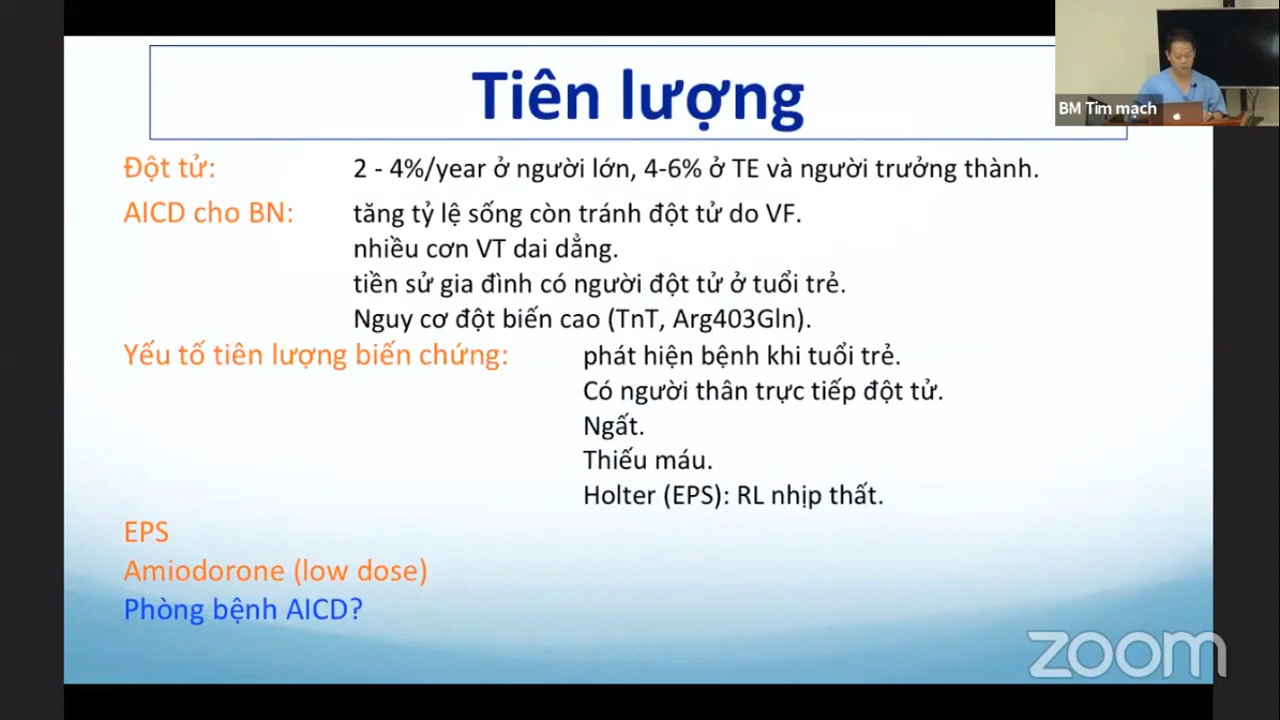 Tiên lượng
BM Tim mạch
Đột tử: 2 - 4%/year ở người lớn, 4-6% ở TE và người trưởng thành.
AICD cho BN: tăng tỷ lệ sống còn tránh đột tử do VF.
nhiều cơn VT dai dẳng.
tiền sử gia đình có người đột tử ở tuổi trẻ.
Nguy cơ đột biến cao (TnT, Arg403Gln).
Yếu tố tiên lượng biến chứng: phát hiện bệnh khi tuổi trẻ.
Có người thân trực tiếp đột tử.
Ngất.
Thiếu máu.
Holter (EPS): RL nhịp thất.
EPS
Amiodorone (low dose)
Phòng bệnh AICD?
zoom